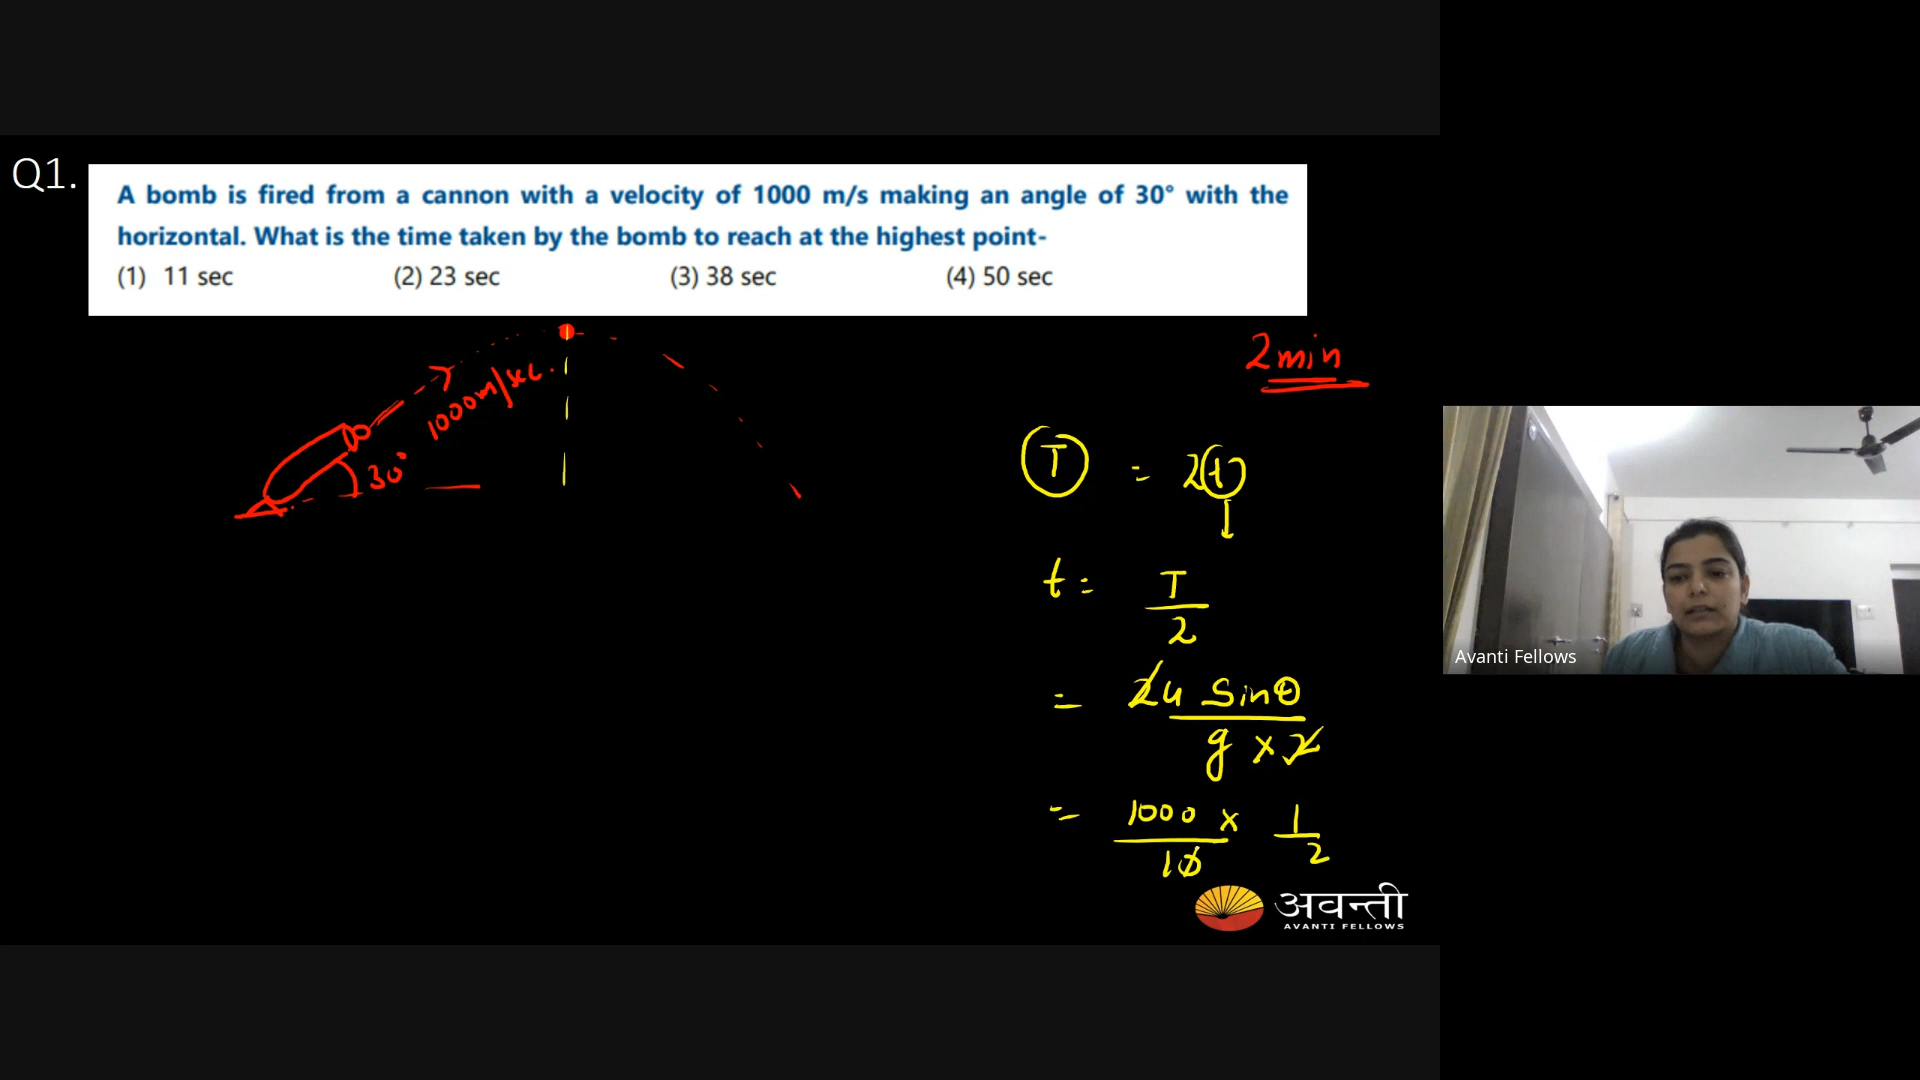 Q1.
A bomb is fired from a cannon with a velocity of 1000 m/s making an angle of 30° with the
horizontal. What is the time taken by the bomb to reach at the highest point-
(1) 11 sec (2) 23 sec (3) 38 sec (4) 50 sec
2min
1000m/sec.
30°
T = 2t
t = T/2
= 2u Sinθ / g × 2
= 1000/10 × 1/2
अवन्ती
AVANTI FELLOWS
Avanti Fellows